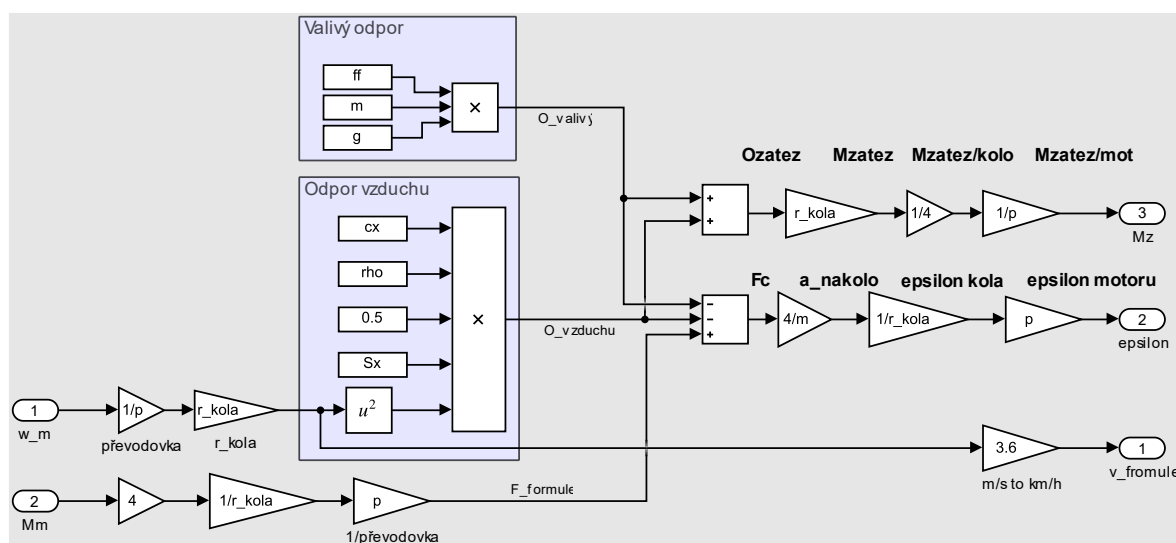 Valivý odpor
ff
m
g
×
O_valivý
Odpor vzduchu
cx
rho
0.5
Sx
u²
×
O_vzduchu
Ozatez Mzatez Mzatez/kolo Mzatez/mot
+
+
r_kola
1/4
1/p
3
Mz
Fc a_nakolo epsilon kola epsilon motoru
−
−
+
4/m
1/r_kola
p
2
epsilon
1
w_m
1/p
převodovka
r_kola
r_kola
3.6
m/s to km/h
1
v_fromule
2
Mm
4
1/r_kola
p
1/převodovka
F_formule